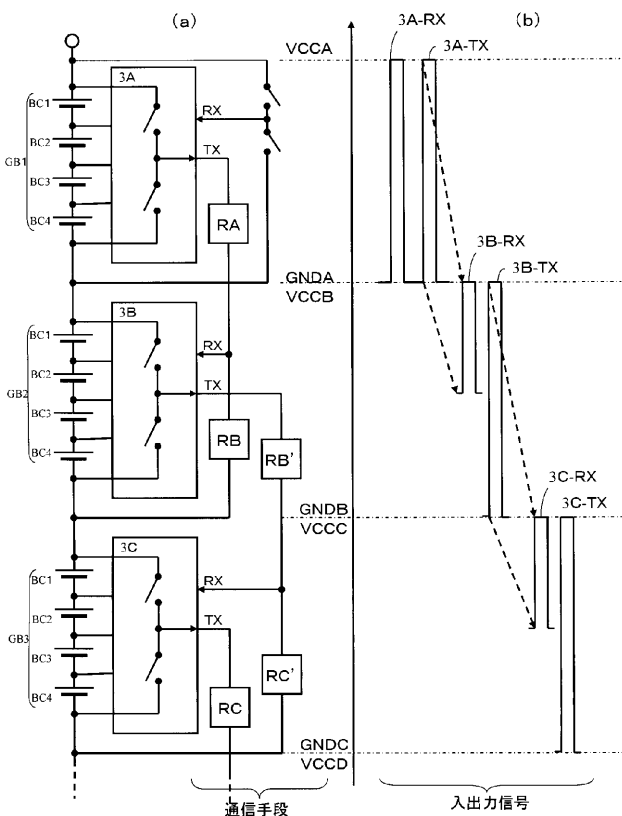 (a)
(b)
3A-RX
3A-TX
VCCA
3A
BC1
BC2
BC3
BC4
GB1
RX
TX
RA
3B-RX
3B-TX
GNDA
VCCB
3B
BC1
BC2
BC3
BC4
GB2
RX
TX
RB
RB'
3C-RX
3C-TX
GNDB
VCCC
3C
BC1
BC2
BC3
BC4
GB3
RX
TX
RC
RC'
GNDC
VCCD
通信手段
入出力信号